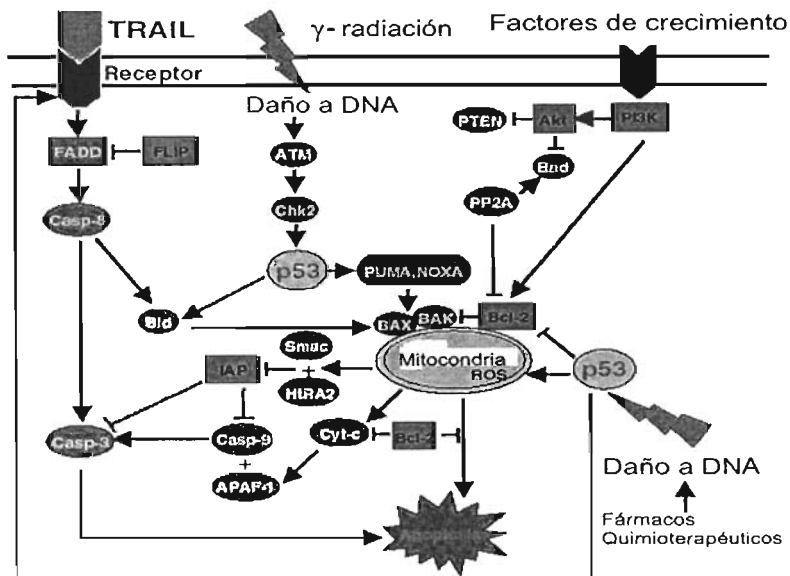 TRAIL
γ- radiación
Factores de crecimiento
Receptor
Daño a DNA
PTEN
Akt
PI3K
FADD
FLIP
ATM
Bad
PP2A
Casp-8
Chk2
p53
PUMA,NOXA
Bid
BAX
BAK
Bcl-2
Smac
+
HtRA2
IAP
Mitocondria
ROS
p53
Casp-3
Casp-9
+
APAF-1
Cyt-c
Bcl-2
Daño a DNA
Apoptosis
Fármacos
Quimioterapéuticos